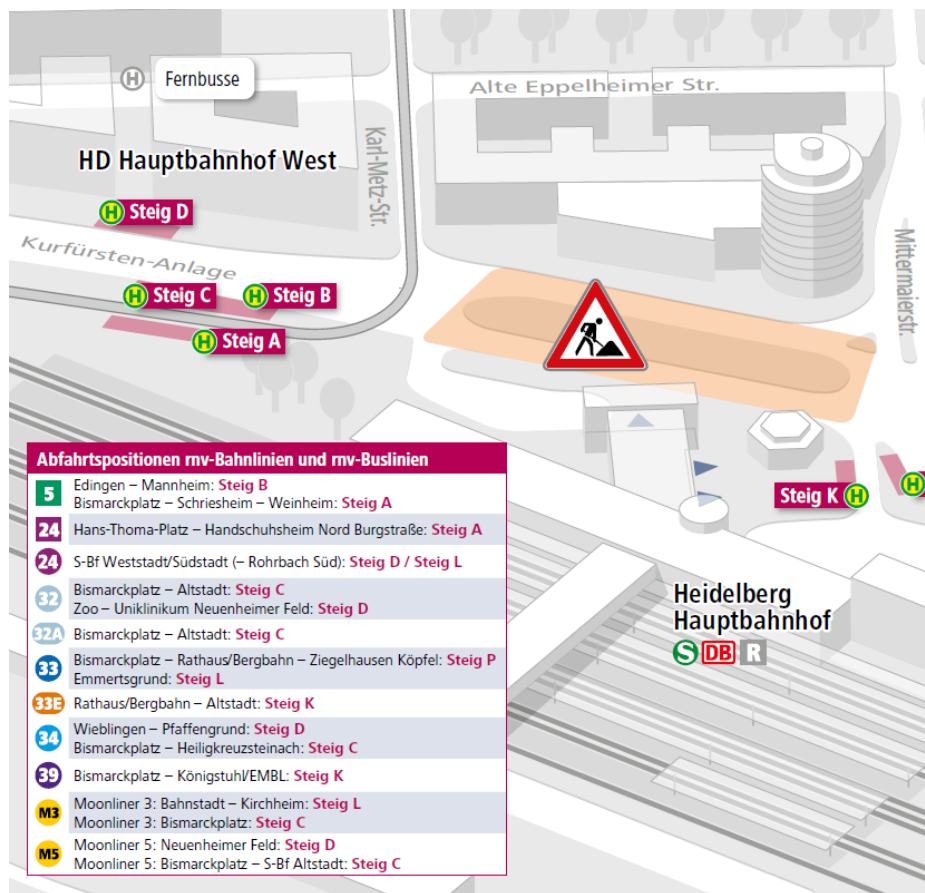 H Fernbusse
Alte Eppelheimer Str.
HD Hauptbahnhof West
Karl-Metz-Str.
H Steig D
Kurfürsten-Anlage
Mittermaierstr.
H Steig C
H Steig B
H Steig A
Steig K H
H
Heidelberg
Hauptbahnhof
S DB R
Abfahrtspositionen rnv-Bahnlinien und rnv-Buslinien
5 Edingen – Mannheim: Steig B
Bismarckplatz – Schriesheim – Weinheim: Steig A
24 Hans-Thoma-Platz – Handschuhsheim Nord Burgstraße: Steig A
24 S-Bf Weststadt/Südstadt (– Rohrbach Süd): Steig D / Steig L
32 Bismarckplatz – Altstadt: Steig C
Zoo – Uniklinikum Neuenheimer Feld: Steig D
32A Bismarckplatz – Altstadt: Steig C
33 Bismarckplatz – Rathaus/Bergbahn – Ziegelhausen Köpfel: Steig P
Emmertsgrund: Steig L
33E Rathaus/Bergbahn – Altstadt: Steig K
34 Wieblingen – Pfaffengrund: Steig D
Bismarckplatz – Heiligkreuzsteinach: Steig C
39 Bismarckplatz – Königstuhl/EMBL: Steig K
M3 Moonliner 3: Bahnstadt – Kirchheim: Steig L
Moonliner 3: Bismarckplatz: Steig C
M5 Moonliner 5: Neuenheimer Feld: Steig D
Moonliner 5: Bismarckplatz – S-Bf Altstadt: Steig C